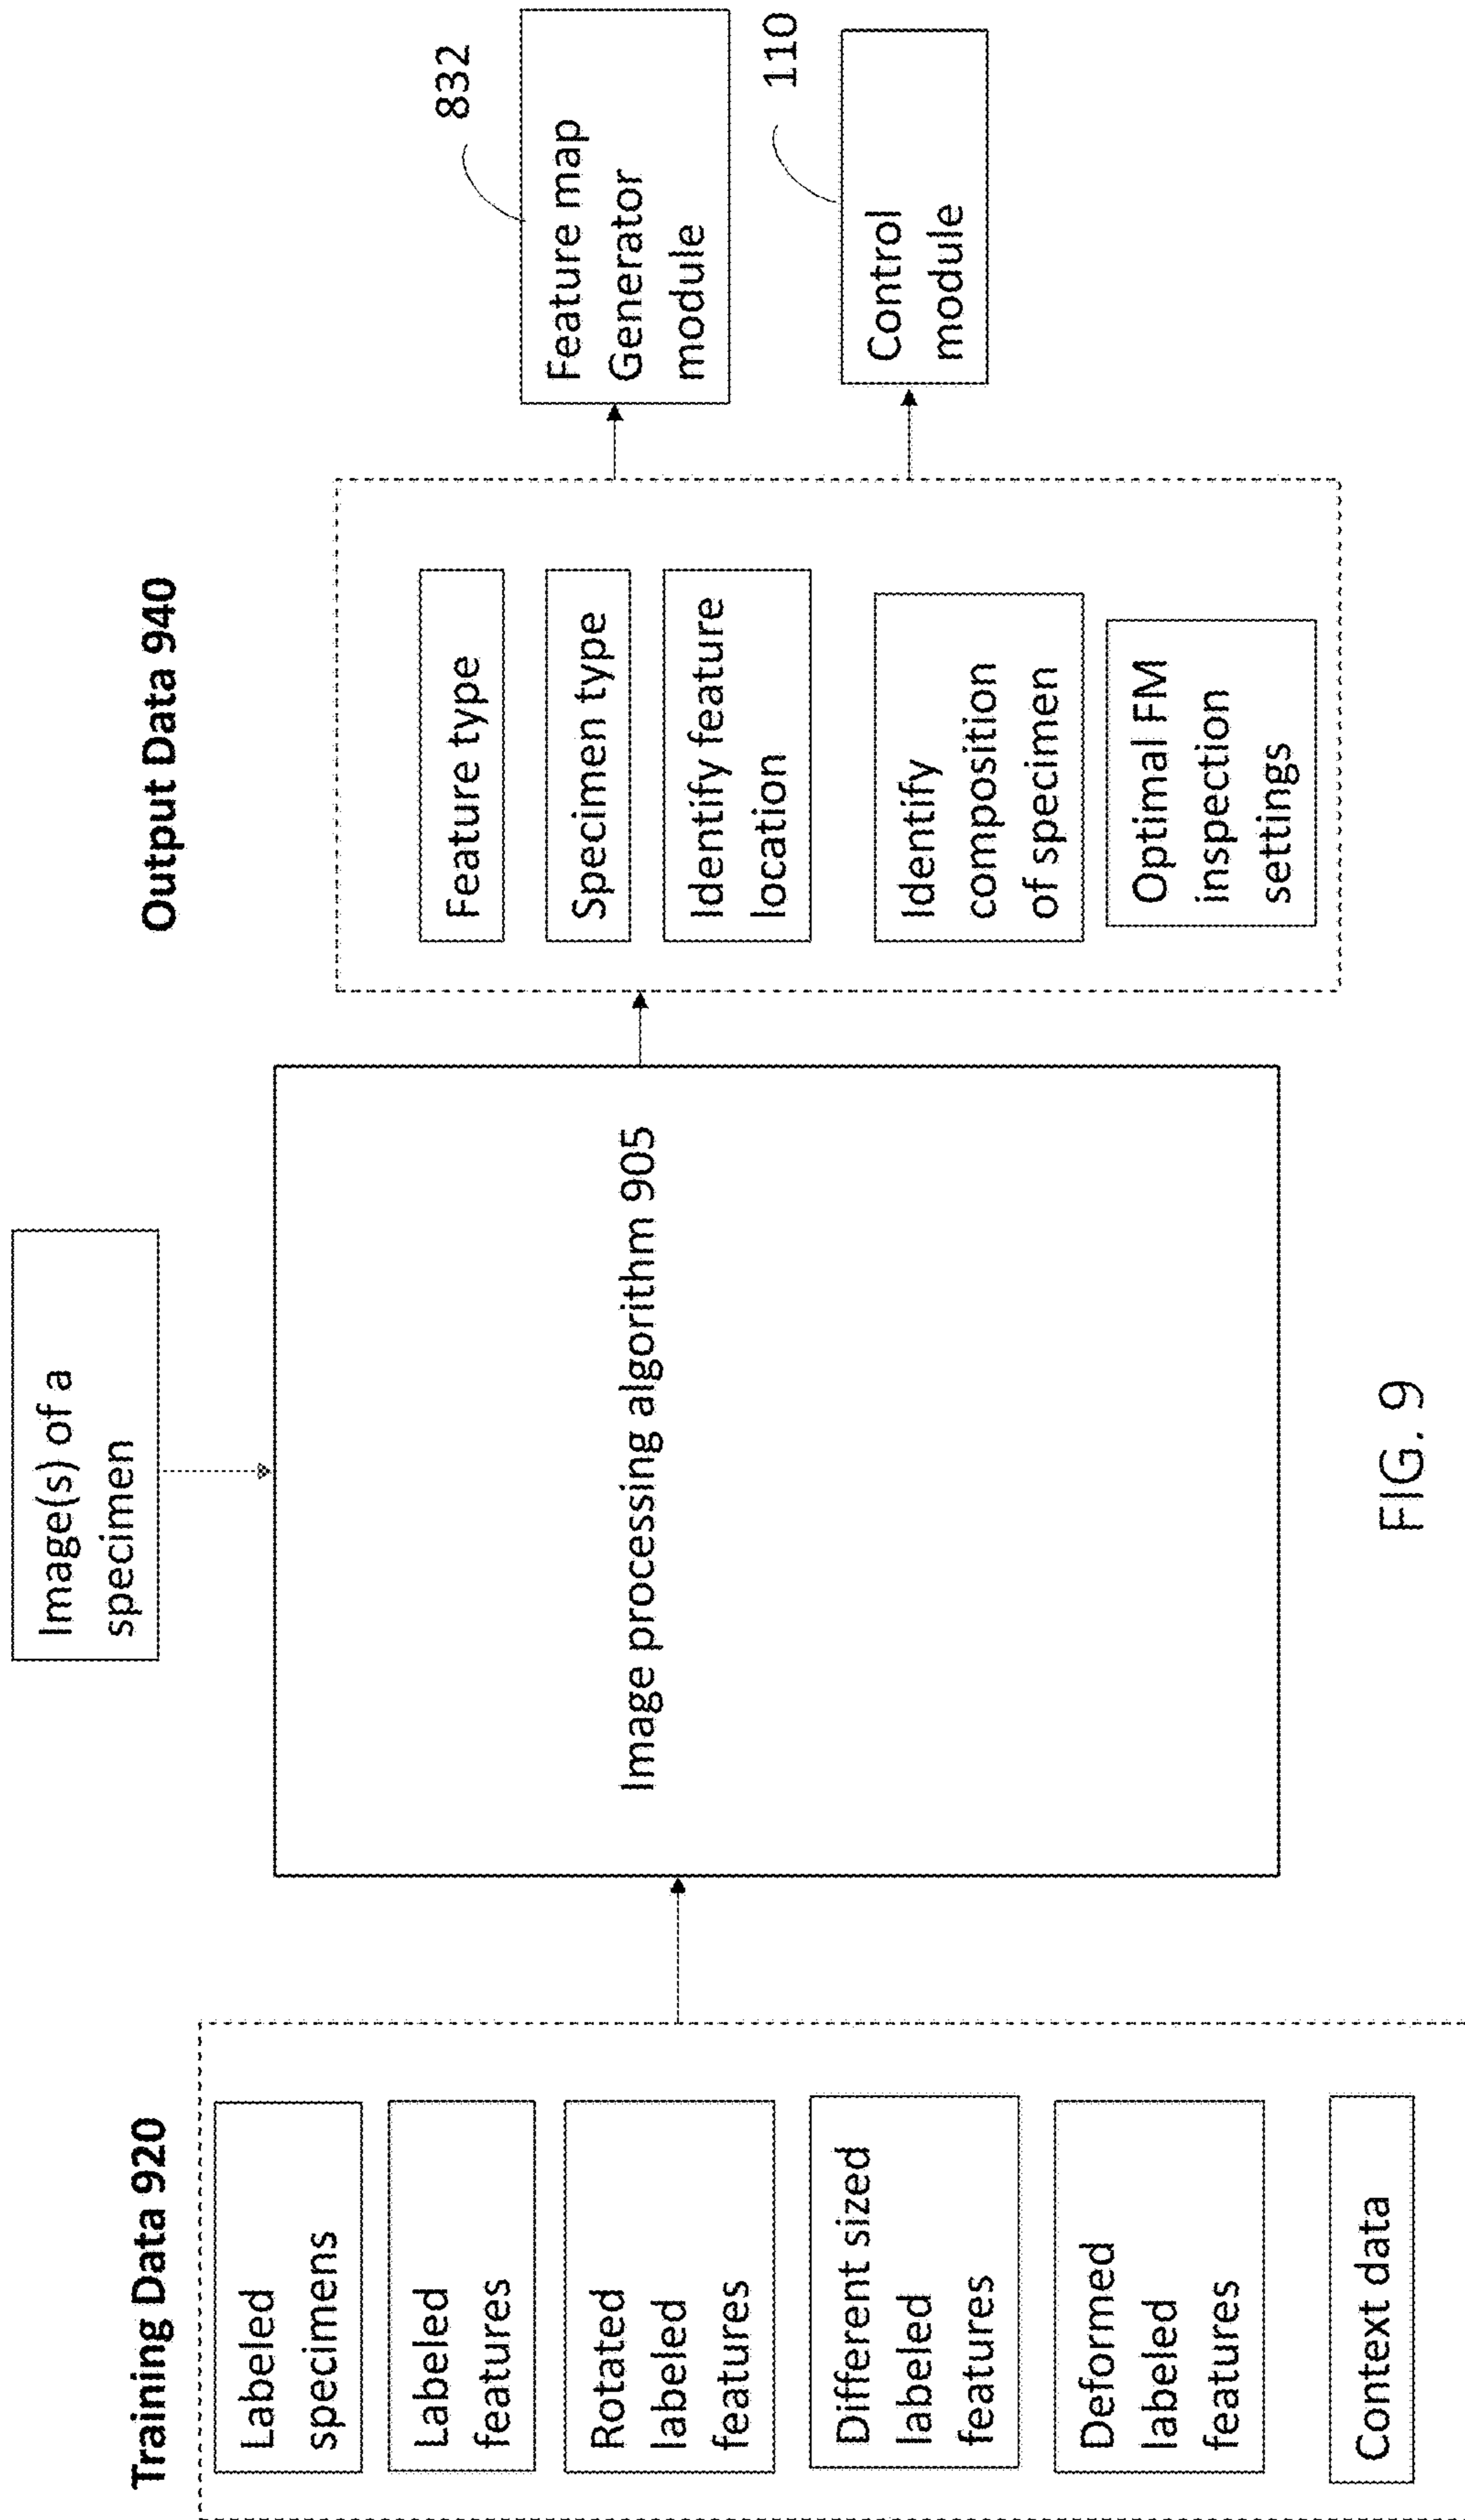 Image(s) of a
specimen
Training Data 920
Labeled
specimens
Labeled
features
Rotated
labeled
features
Different sized
labeled
features
Deformed
labeled
features
Context data
Image processing algorithm 905
Output Data 940
Feature type
Specimen type
Identify feature
location
Identify
composition
of specimen
Optimal FM
inspection
settings
832
Feature map
Generator
module
110
Control
module
FIG. 9